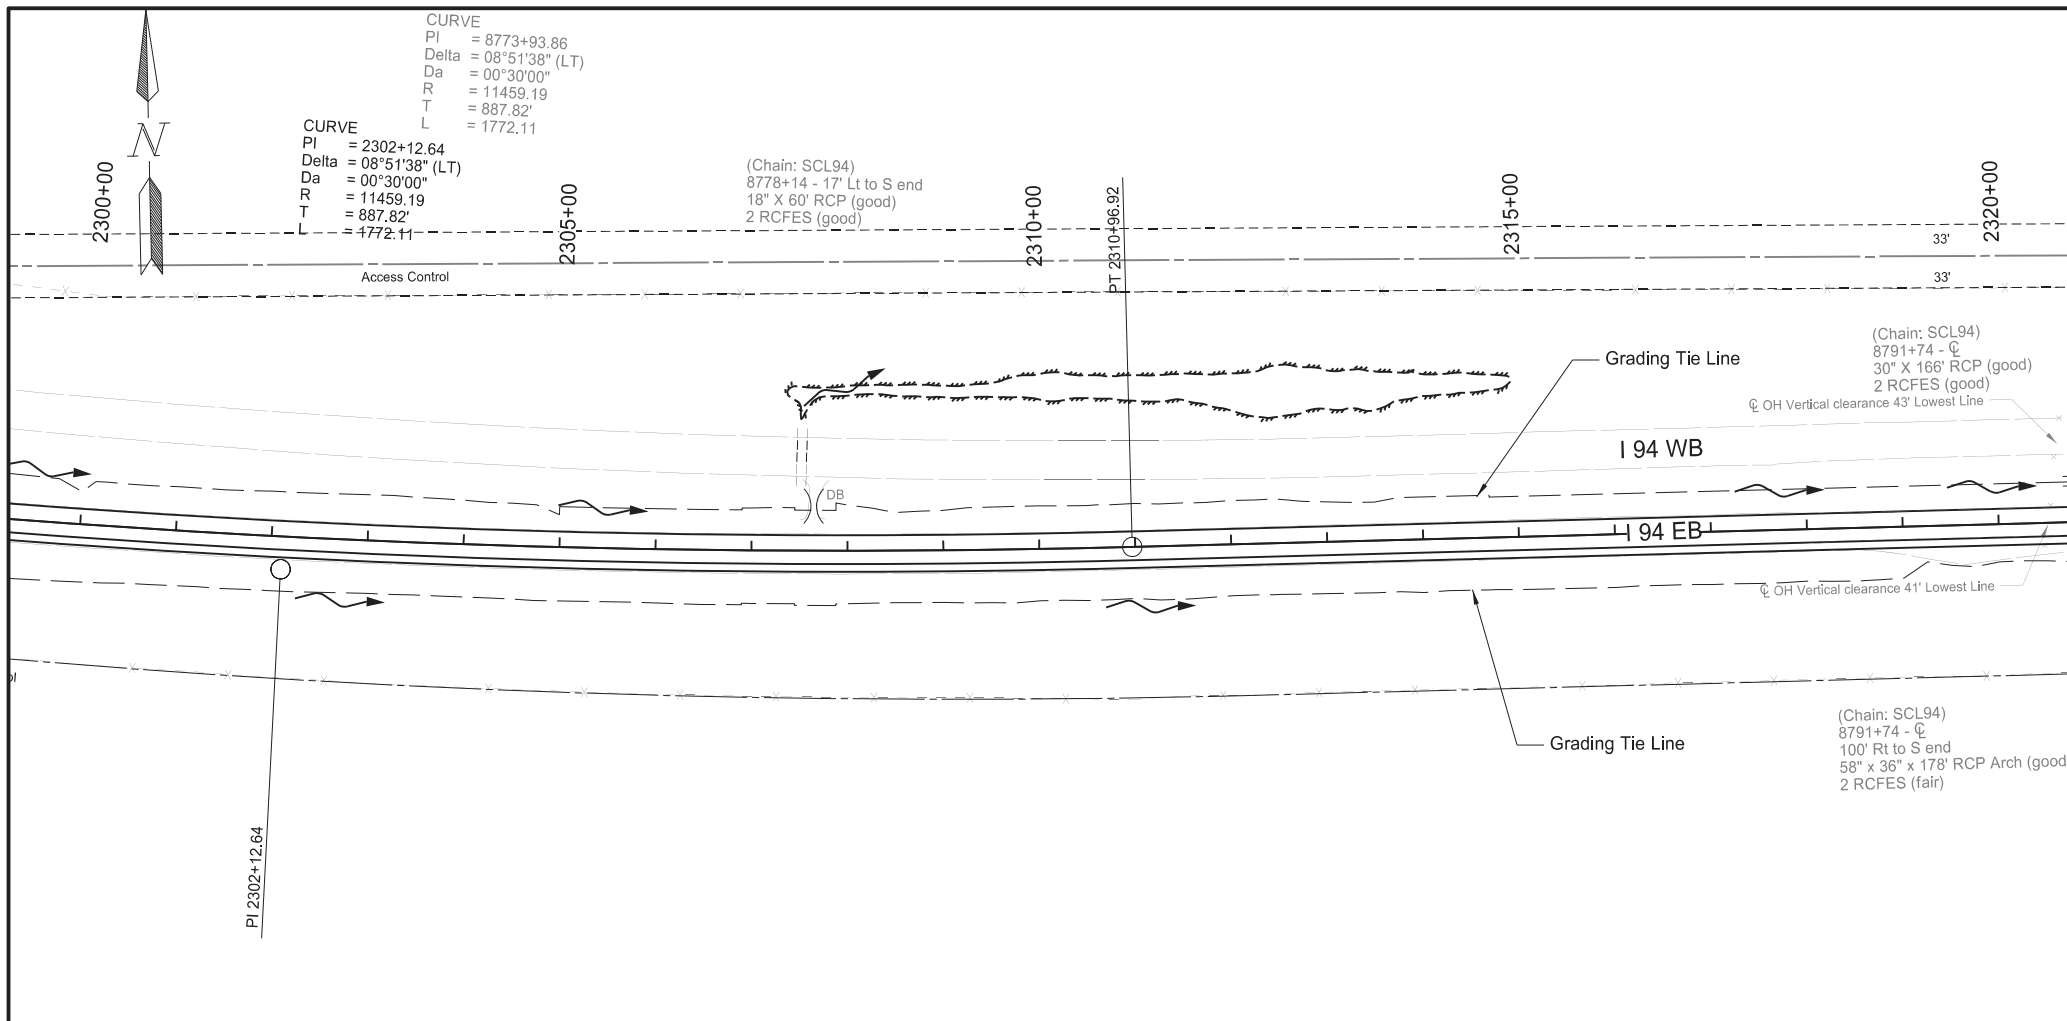 CURVE
PI = 8773+93.86
Delta = 08°51'38" (LT)
Da = 00°30'00"
R = 11459.19
T = 887.82'
L = 1772.11
N
CURVE
PI = 2302+12.64
Delta = 08°51'38" (LT)
Da = 00°30'00"
R = 11459.19
T = 887.82'
L = 1772.11
(Chain: SCL94)
8778+14 - 17' Lt to S end
18" X 60' RCP (good)
2 RCFES (good)
2300+00
2305+00
2310+00
PT 2310+96.92
2315+00
2320+00
33'
Access Control
33'
Grading Tie Line
(Chain: SCL94)
8791+74 - ℄
30" X 166' RCP (good)
2 RCFES (good)
℄ OH Vertical clearance 43' Lowest Line
I 94 WB
DB
I 94 EB
℄ OH Vertical clearance 41' Lowest Line
ol
Grading Tie Line
(Chain: SCL94)
8791+74 - ℄
100' Rt to S end
58" x 36" x 178' RCP Arch (good
2 RCFES (fair)
PI 2302+12.64